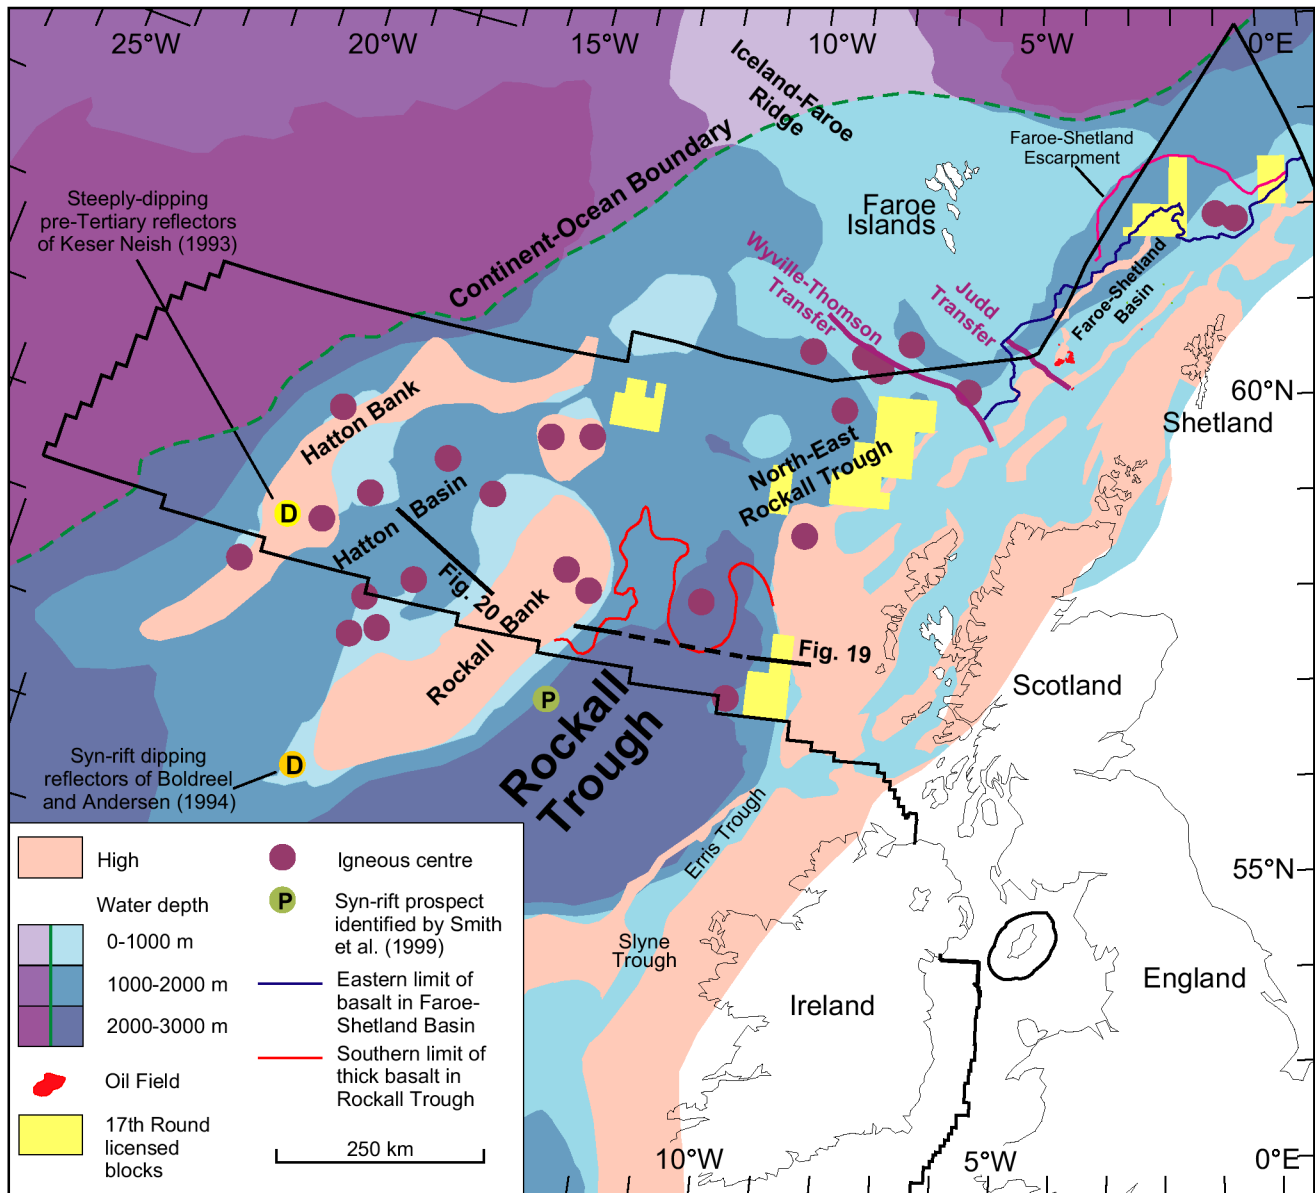 25°W
20°W
15°W
10°W
5°W
0°E
Iceland-Faroe
Ridge
Faroe-Shetland
Escarpment
Continent-Ocean Boundary
Steeply-dipping
pre-Tertiary reflectors
of Keser Neish (1993)
Faroe
Islands
Wyville-Thomson
Transfer
Judd
Transfer
Faroe-Shetland
Basin
60°N
Shetland
Hatton Bank
North-East
Rockall Trough
D
Hatton Basin
Fig. 20
Rockall Bank
Fig. 19
Scotland
P
Rockall
Trough
D
Syn-rift dipping
reflectors of Boldreel
and Andersen (1994)
Erris Trough
55°N
Slyne
Trough
Ireland
England
High
Water depth
0-1000 m
1000-2000 m
2000-3000 m
Oil Field
17th Round
licensed
blocks
Igneous centre
P
Syn-rift prospect
identified by Smith
et al. (1999)
Eastern limit of
basalt in Faroe-
Shetland Basin
Southern limit of
thick basalt in
Rockall Trough
250 km
10°W
5°W
0°E